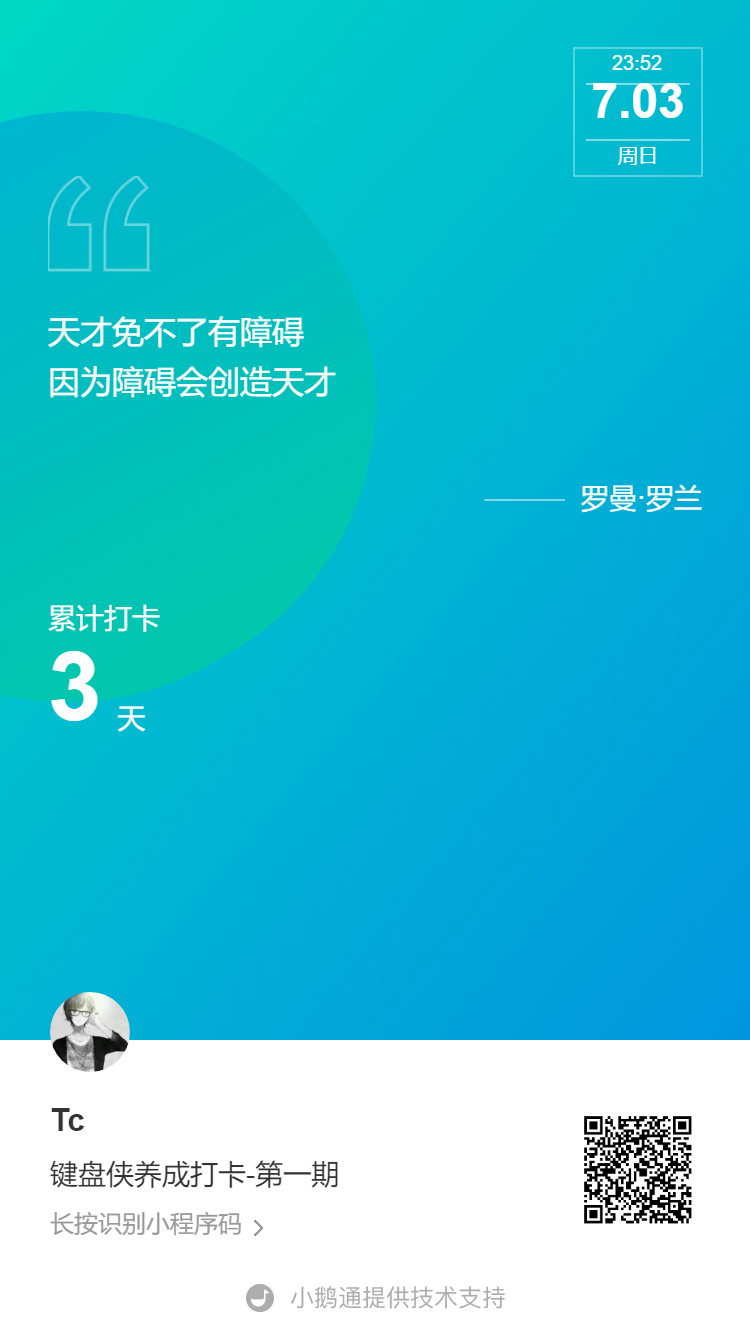 23:52
7.03
周日
天才免不了有障碍
因为障碍会创造天才
罗曼·罗兰
累计打卡
3 天
Tc
键盘侠养成打卡-第一期
长按识别小程序码
小鹅通提供技术支持